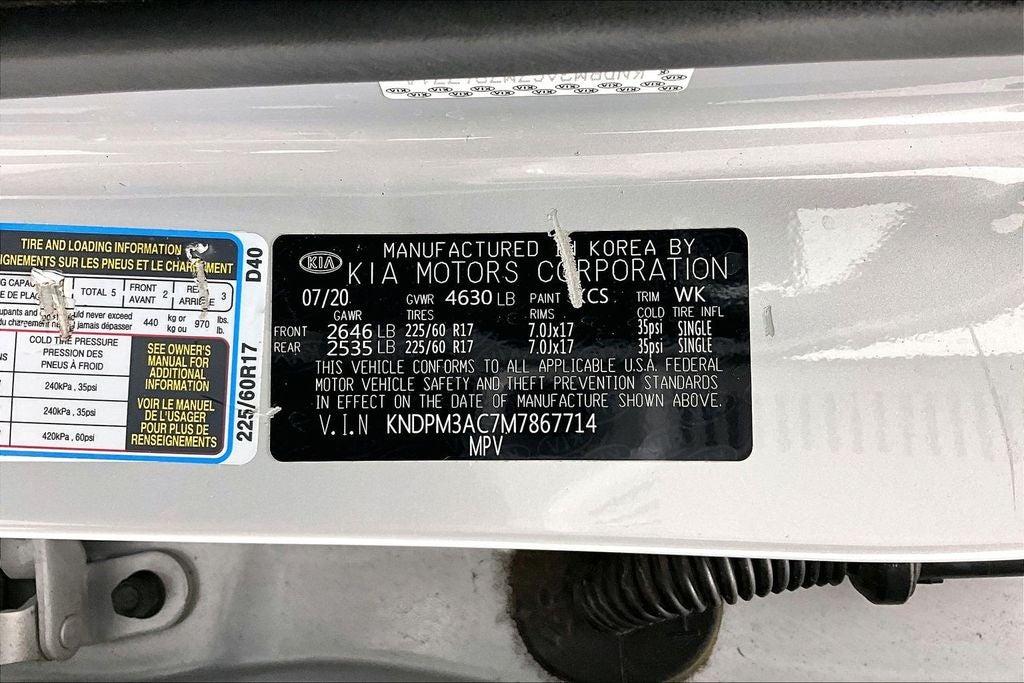 TIRE AND LOADING INFORMATION
SUR LES PNEUS ET LE
TOTAL 5 FRONT AVANT 2 3
should never exceed 440 kg or kg ou 970 lbs. lb.
jamais dépasser
COLD TIRE PRESSURE
PRESSION DES
PNEUS À FROID
240kPa , 35psi
240kPa , 35psi
420kPa , 60psi
SEE OWNER'S
MANUAL FOR
ADDITIONAL
INFORMATION
VOIR LE MANUEL
DE L'USAGER
POUR PLUS DE
RENSEIGNEMENTS
225/60R17 D40
KIA
MANUFACTURED KOREA BY
KIA MOTORS CORPORATION
07/20 GVWR 4630 LB PAINT TRIM WK
GAWR TIRES RIMS COLD TIRE INFL
FRONT 2646 LB 225/60 R17 7.0Jx17 35psi SINGLE
REAR 2535 LB 225/60 R17 7.0Jx17 35psi SINGLE
THIS VEHICLE CONFORMS TO ALL APPLICABLE U.S.A. FEDERAL
MOTOR VEHICLE SAFETY AND THEFT PREVENTION STANDARDS
IN EFFECT ON THE DATE OF MANUFACTURE SHOWN ABOVE.
V.I.N KNDPM3AC7M7867714
MPV